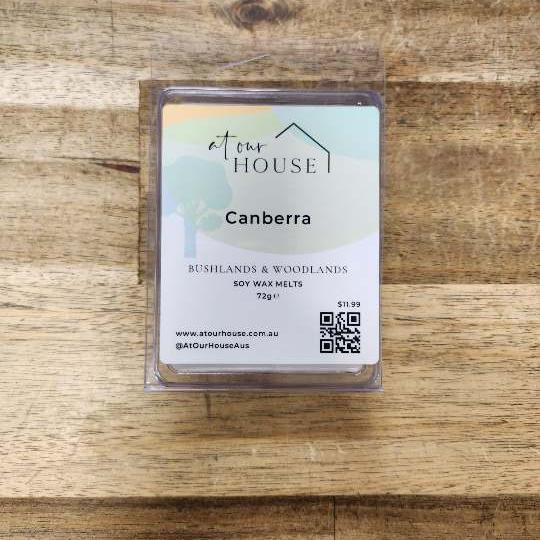 at our
HOUSE
Canberra
BUSHLANDS & WOODLANDS
SOY WAX MELTS
72g℮
$11.99
www.atourhouse.com.au
@AtOurHouseAus